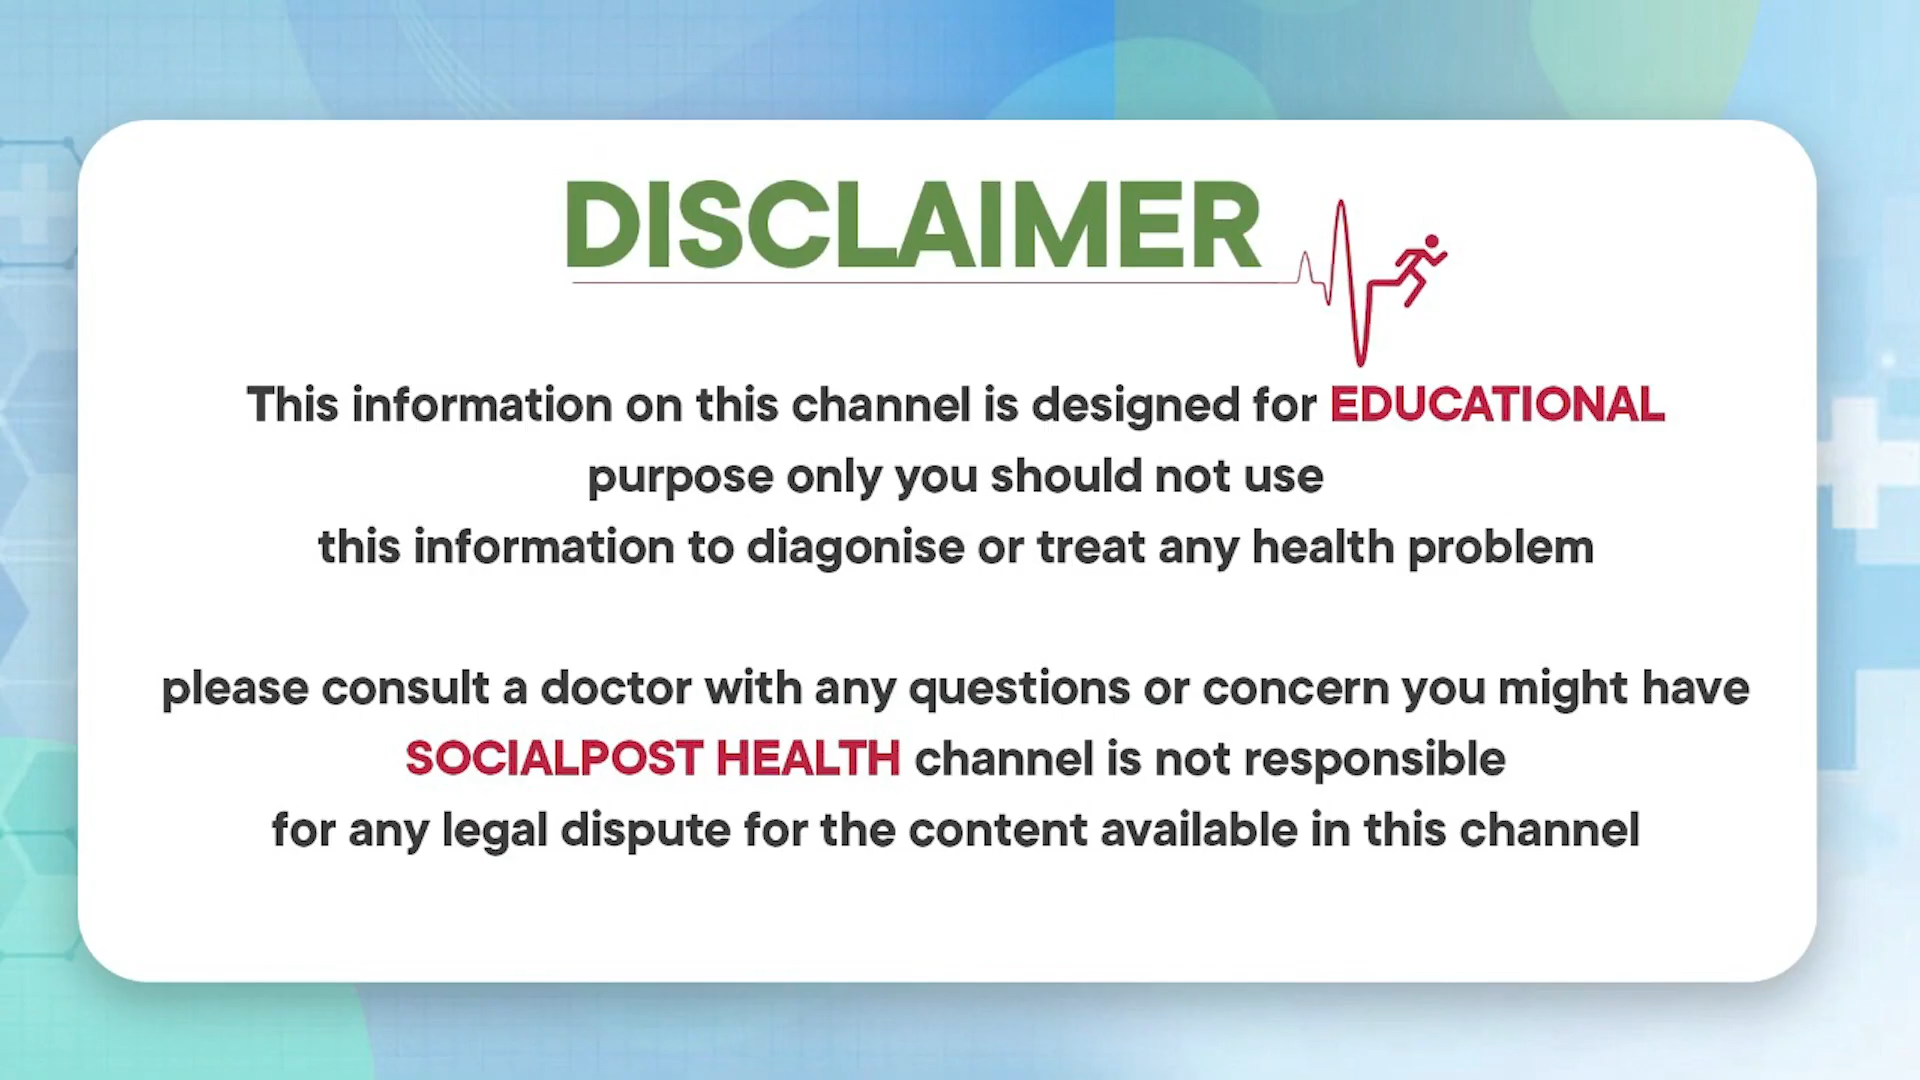 DISCLAIMER
This information on this channel is designed for EDUCATIONAL
purpose only you should not use
this information to diagonise or treat any health problem
please consult a doctor with any questions or concern you might have
SOCIALPOST HEALTH channel is not responsible
for any legal dispute for the content available in this channel